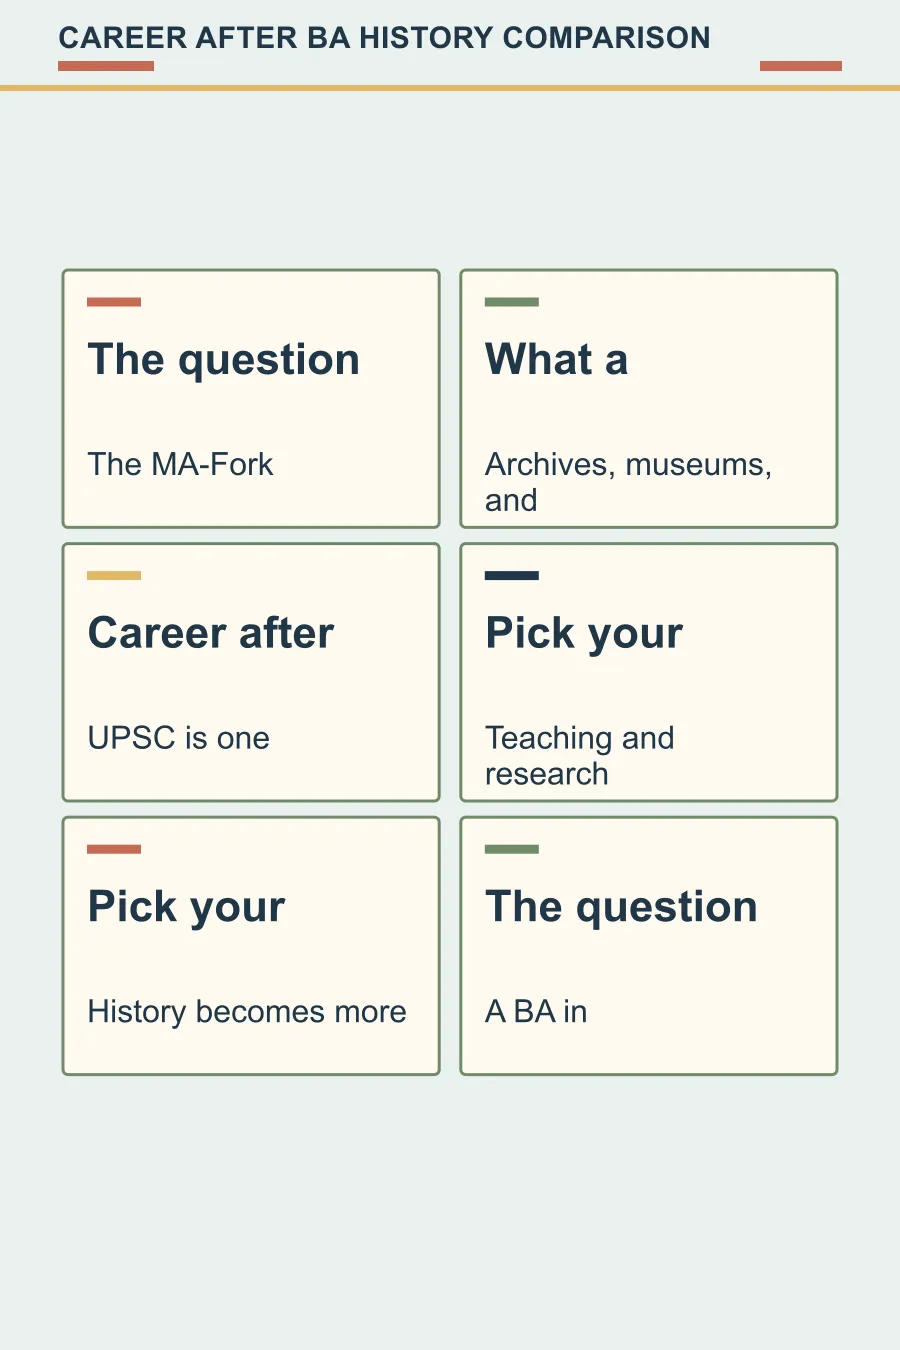 CAREER AFTER BA HISTORY COMPARISON
The question
The MA-Fork
What a
Archives, museums,
and
Career after
UPSC is one
Pick your
Teaching and
research
Pick your
History becomes more
The question
A BA in